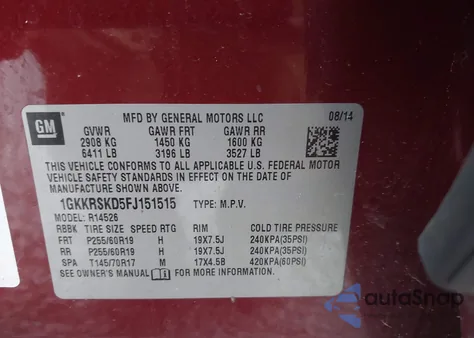 GM
MFD BY GENERAL MOTORS LLC 08/14
GVWR GAWR FRT GAWR RR
2908 KG 1450 KG 1600 KG
6411 LB 3196 LB 3527 LB
THIS VEHICLE CONFORMS TO ALL APPLICABLE U.S. FEDERAL MOTOR
VEHICLE SAFETY STANDARDS IN EFFECT ON THE DATE OF
MANUFACTURE SHOWN ABOVE.
1GKKRSKD5FJ151515 TYPE: M.P.V.
MODEL: R14526
RBBK TIRE SIZE SPEED RTG RIM COLD TIRE PRESSURE
FRT P255/60R19 H 19X7.5J 240KPA(35PSI)
RR P255/60R19 H 19X7.5J 240KPA(35PSI)
SPA T145/70R17 M 17X4.5B 420KPA(60PSI)
SEE OWNER'S MANUAL FOR MORE INFORMATION.
autoSnap